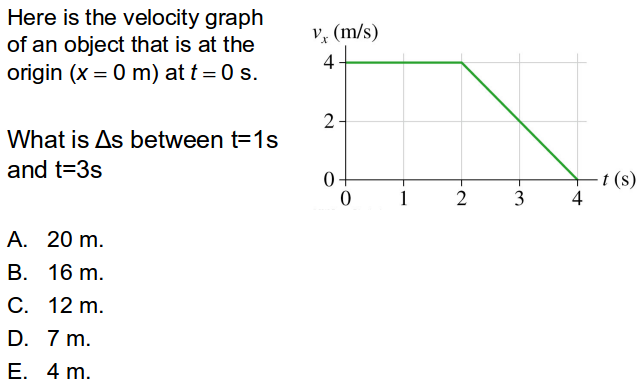 Here is the velocity graph
of an object that is at the
origin (x = 0 m) at t = 0 s.
What is Δs between t=1s
and t=3s
A. 20 m.
B. 16 m.
C. 12 m.
D. 7 m.
E. 4 m.
vₓ (m/s)
4
2
0
0 1 2 3 4
t (s)